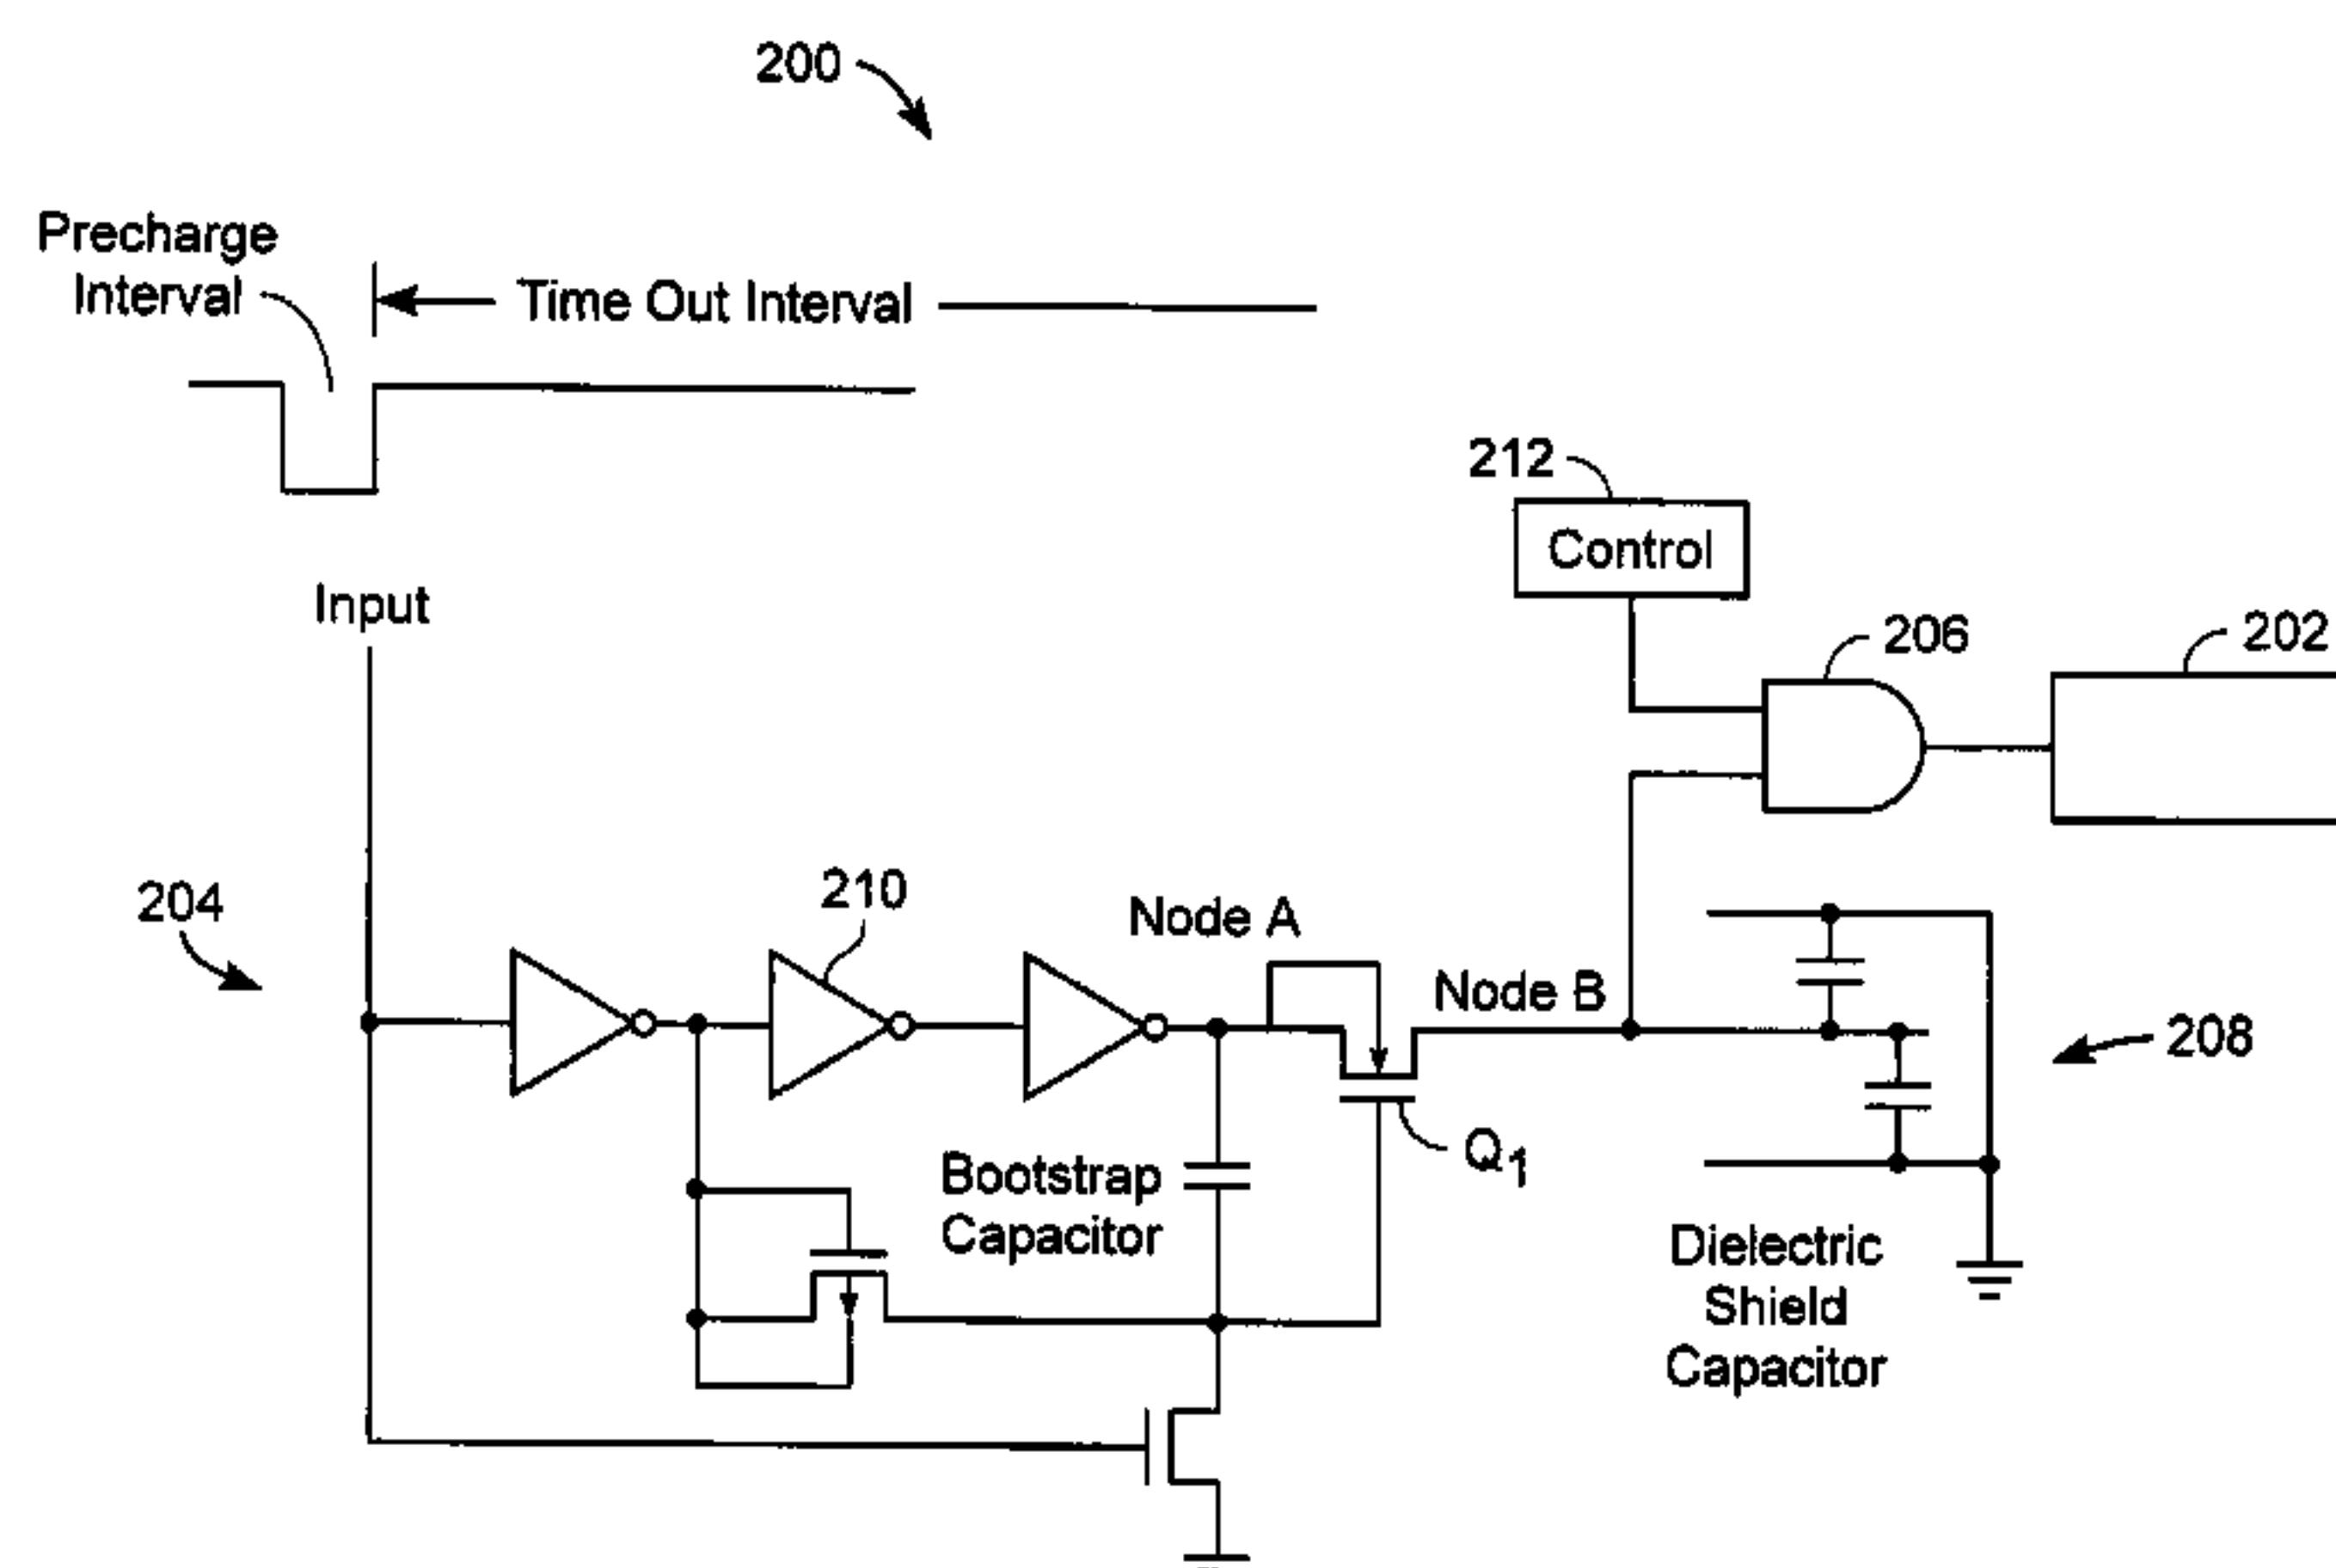 200
Precharge
Interval
Time Out Interval
212
Control
Input
206
202
204
210
Node A
Node B
208
Q1
Bootstrap
Capacitor
Dielectric
Shield
Capacitor